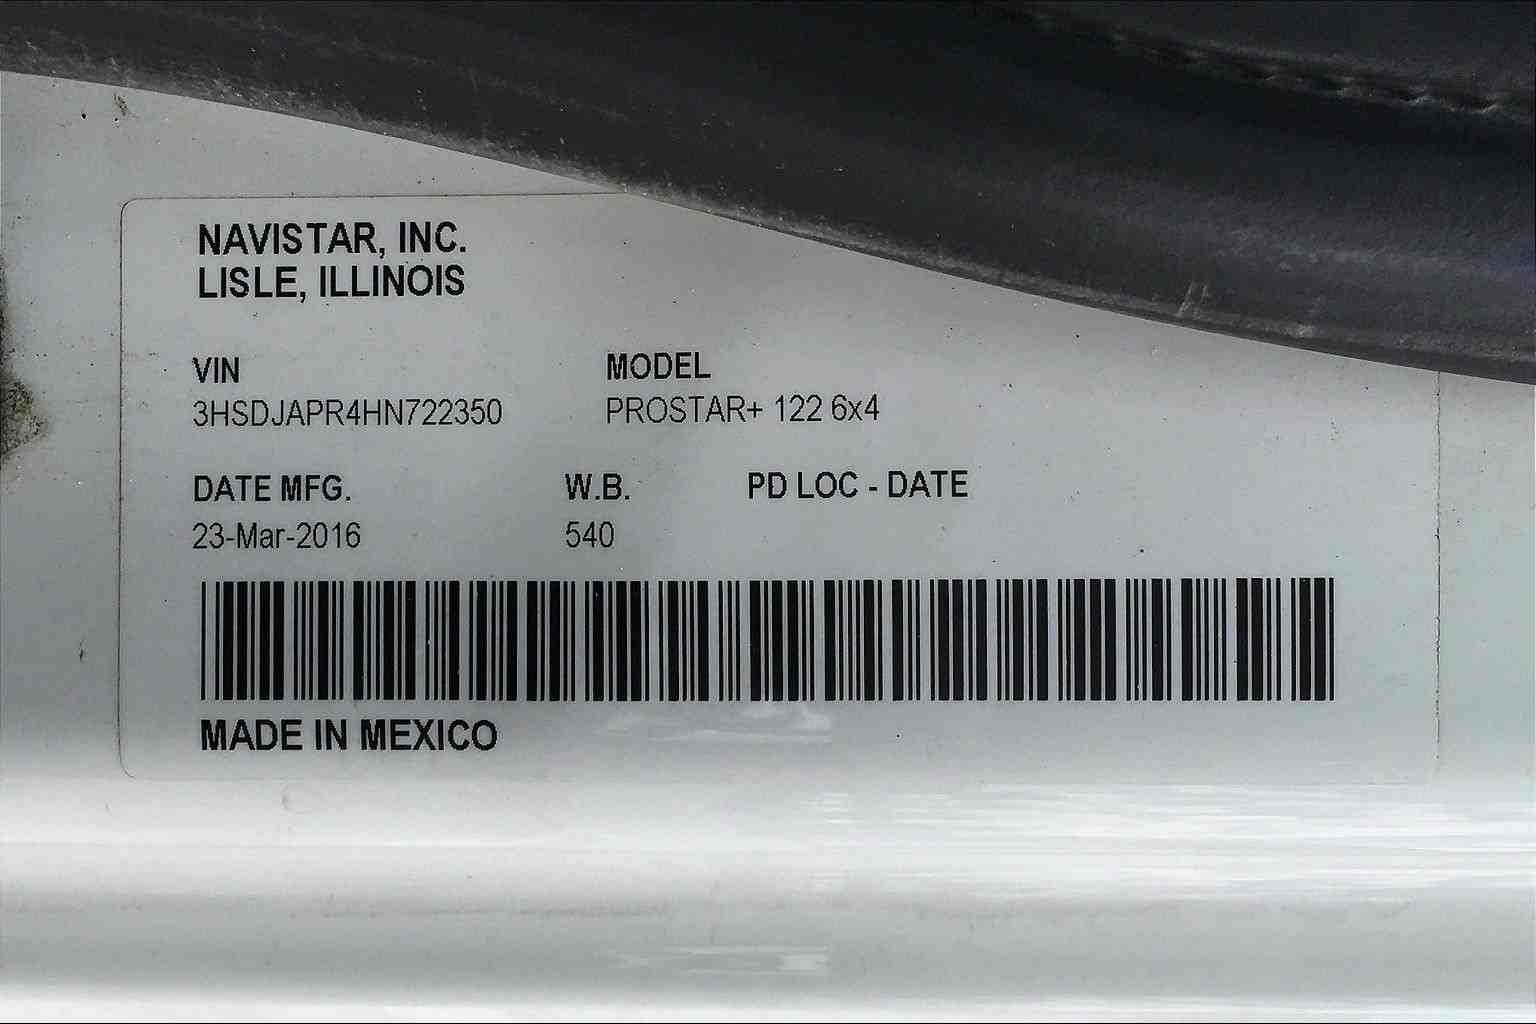 NAVISTAR, INC.
LISLE, ILLINOIS
VIN MODEL
3HSDJAPR4HN722350 PROSTAR+ 122 6x4
DATE MFG. W.B. PD LOC - DATE
23-Mar-2016 540
MADE IN MEXICO